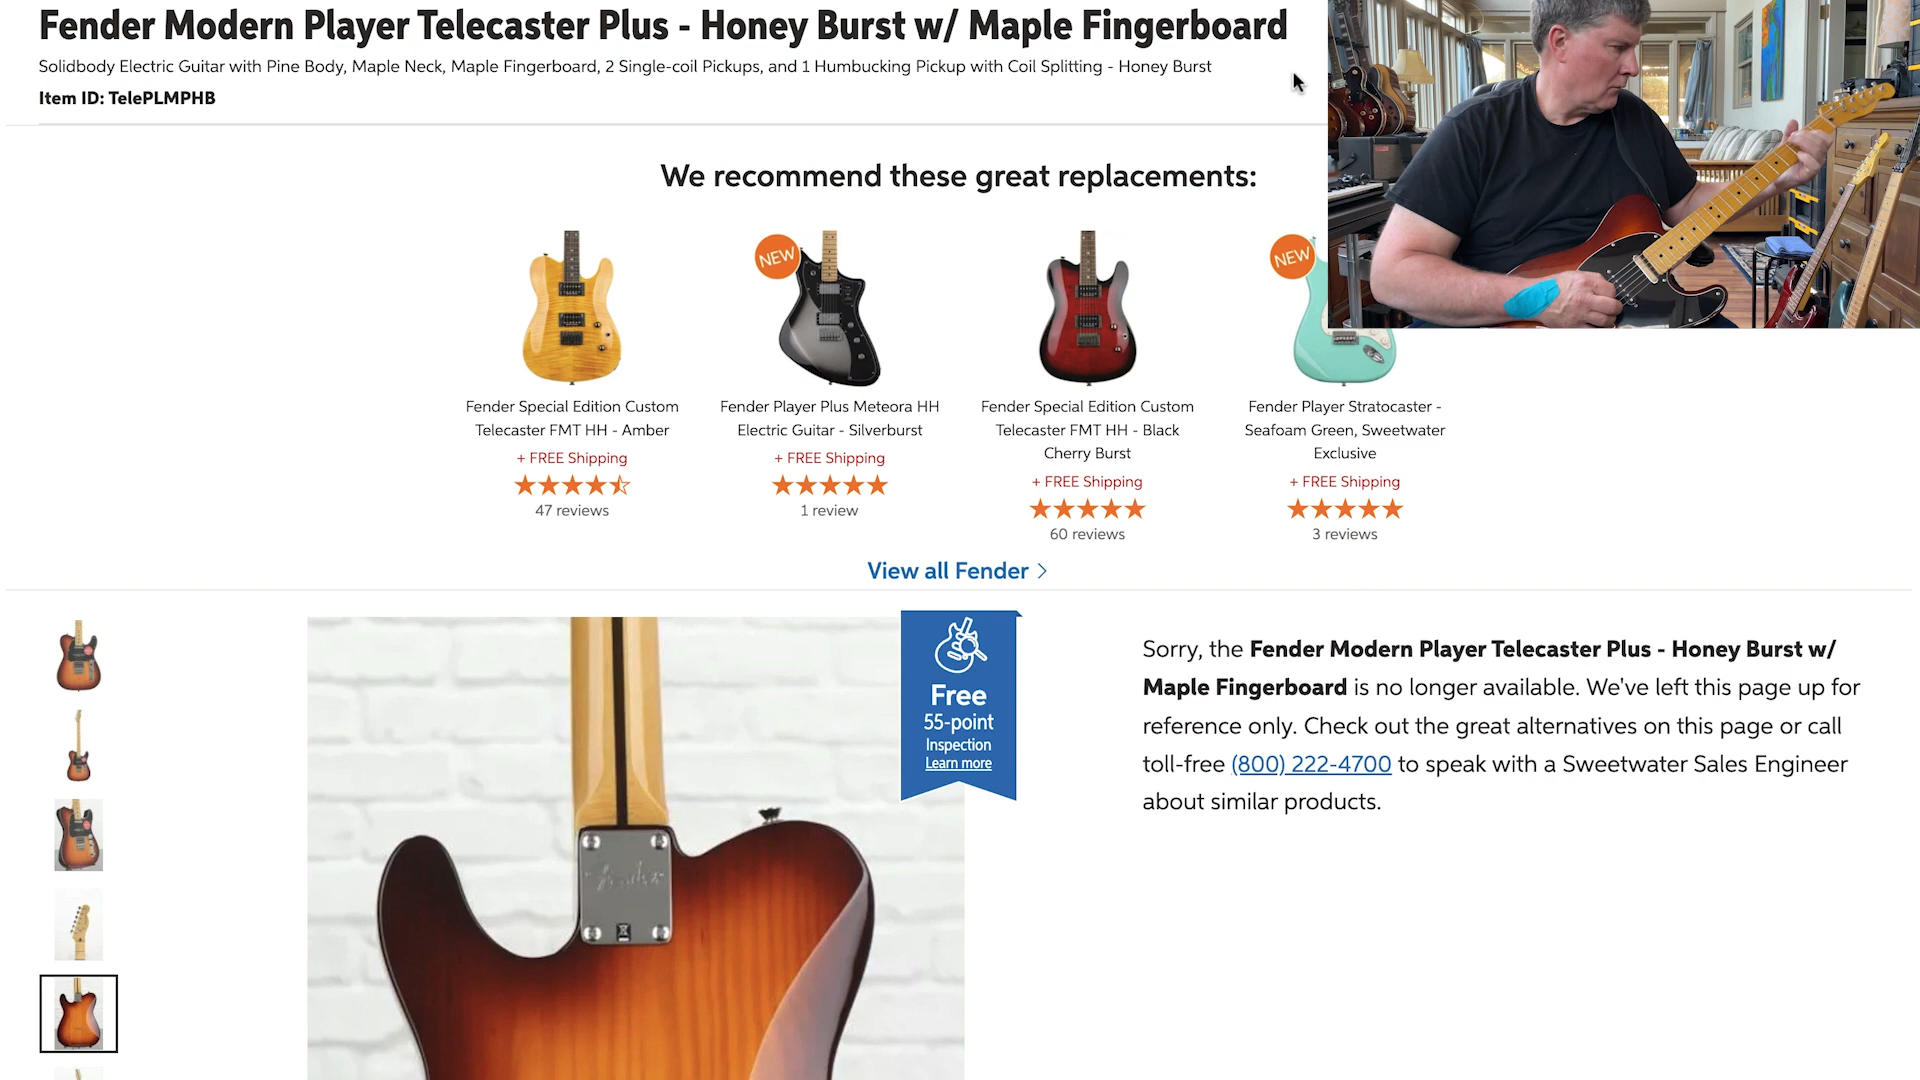 Fender Modern Player Telecaster Plus - Honey Burst w/ Maple Fingerboard
Solidbody Electric Guitar with Pine Body, Maple Neck, Maple Fingerboard, 2 Single-coil Pickups, and 1 Humbucking Pickup with Coil Splitting - Honey Burst
Item ID: TelePLMPHB
We recommend these great replacements:
NEW
NEW
Fender Special Edition Custom
Telecaster FMT HH - Amber
+ FREE Shipping
47 reviews
Fender Player Plus Meteora HH
Electric Guitar - Silverburst
+ FREE Shipping
1 review
Fender Special Edition Custom
Telecaster FMT HH - Black
Cherry Burst
+ FREE Shipping
60 reviews
Fender Player Stratocaster -
Seafoam Green, Sweetwater
Exclusive
+ FREE Shipping
3 reviews
View all Fender >
Free
55-point
Inspection
Learn more
Fender
Sorry, the Fender Modern Player Telecaster Plus - Honey Burst w/
Maple Fingerboard is no longer available. We've left this page up for
reference only. Check out the great alternatives on this page or call
toll-free (800) 222-4700 to speak with a Sweetwater Sales Engineer
about similar products.